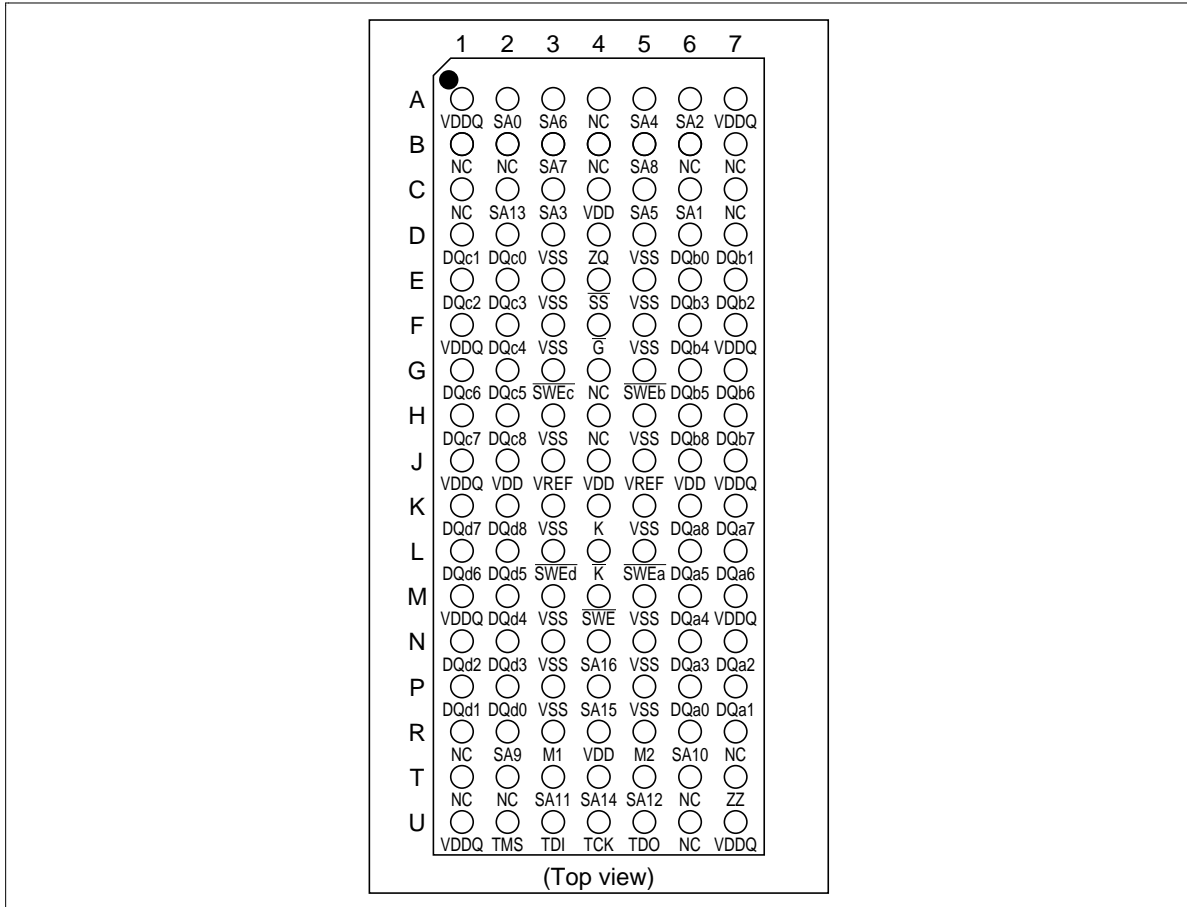 1 2 3 4 5 6 7
A
VDDQ SA0 SA6 NC SA4 SA2 VDDQ
B
NC NC SA7 NC SA8 NC NC
C
NC SA13 SA3 VDD SA5 SA1 NC
D
DQc1 DQc0 VSS ZQ VSS DQb0 DQb1
E
DQc2 DQc3 VSS S̅S̅ VSS DQb3 DQb2
F
VDDQ DQc4 VSS G̅ VSS DQb4 VDDQ
G
DQc6 DQc5 S̅W̅E̅c̅ NC S̅W̅E̅b̅ DQb5 DQb6
H
DQc7 DQc8 VSS NC VSS DQb8 DQb7
J
VDDQ VDD VREF VDD VREF VDD VDDQ
K
DQd7 DQd8 VSS K VSS DQa8 DQa7
L
DQd6 DQd5 S̅W̅E̅d̅ K̅ S̅W̅E̅a̅ DQa5 DQa6
M
VDDQ DQd4 VSS S̅W̅E̅ VSS DQa4 VDDQ
N
DQd2 DQd3 VSS SA16 VSS DQa3 DQa2
P
DQd1 DQd0 VSS SA15 VSS DQa0 DQa1
R
NC SA9 M1 VDD M2 SA10 NC
T
NC NC SA11 SA14 SA12 NC ZZ
U
VDDQ TMS TDI TCK TDO NC VDDQ
(Top view)